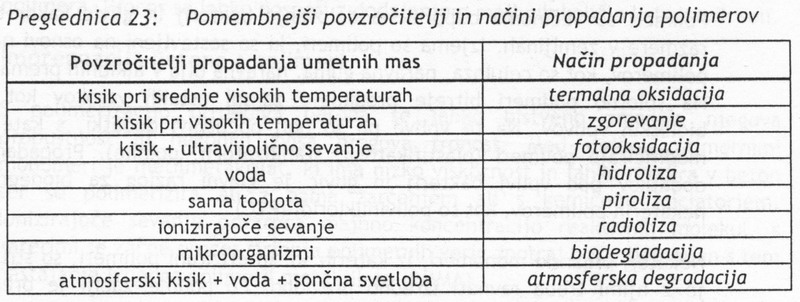 Preglednica 23: Pomembnejši povzročitelji in načini propadanja polimerov
Povzročitelji propadanja umetnih mas Način propadanja
kisik pri srednje visokih temperaturah termalna oksidacija
kisik pri visokih temperaturah zgorevanje
kisik + ultravijolično sevanje fotooksidacija
voda hidroliza
sama toplota piroliza
ionizirajoče sevanje radioliza
mikroorganizmi biodegradacija
atmosferski kisik + voda + sončna svetloba atmosferska degradacija